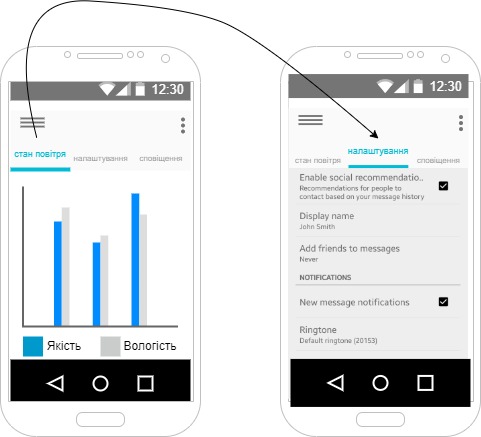 12:30
стан повітря
налаштування
сповіщення
Якість
Вологість
12:30
стан повітря
налаштування
сповіщення
Enable social recommendatio..
Recommendations for people to
contact based on your message history
Display name
John Smith
Add friends to messages
Never
NOTIFICATIONS
New message notifications
Ringtone
Default ringtone (20153)